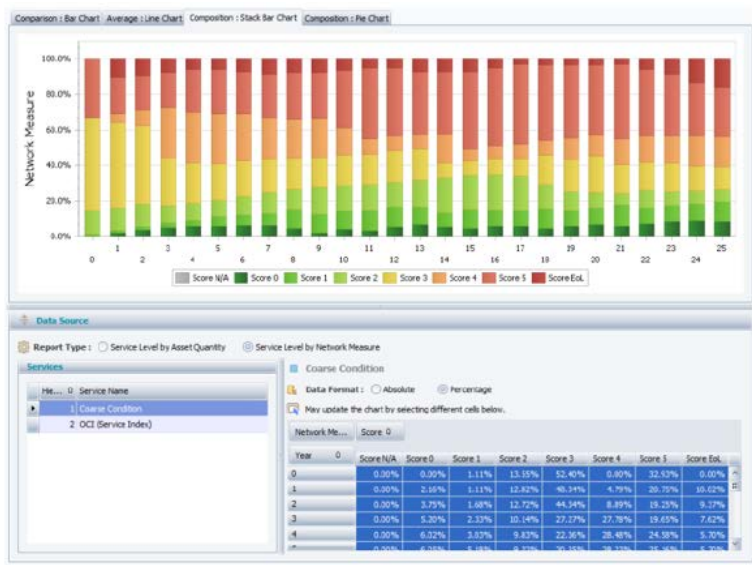 Comparison : Bar Chart Average : Line Chart Composition : Stack Bar Chart Composition : Pie Chart
Network Measure
100.0%
80.0%
60.0%
40.0%
20.0%
0.0%
1 3 5 7 9 11 13 15 17 19 21 23 25
0 2 4 6 8 10 12 14 16 18 20 22 24
Score N/A Score 0 Score 1 Score 2 Score 3 Score 4 Score 5 Score EoL
Data Source
Report Type : Service Level by Asset Quantity Service Level by Network Measure
Services
He... Service Name
1 Coarse Condition
2 OCI (Service Index)
Coarse Condition
Data Format : Absolute Percentage
May update the chart by selecting different cells below.
Network Me... Score
Year
Score N/A Score 0 Score 1 Score 2 Score 3 Score 4 Score 5 Score EoL
0 0.00% 0.00% 1.11% 13.55% 52.40% 0.00% 32.93% 0.00%
1 0.00% 2.16% 1.11% 12.82% 4.79% 20.75% 10.02%
2 0.00% 3.75% 1.68% 12.72% 44.34% 8.89% 19.25% 9.37%
3 0.00% 5.20% 2.33% 10.14% 27.27% 27.78% 19.65% 7.62%
4 0.00% 6.02% 3.03% 9.83% 22.36% 28.48% 24.58% 5.70%